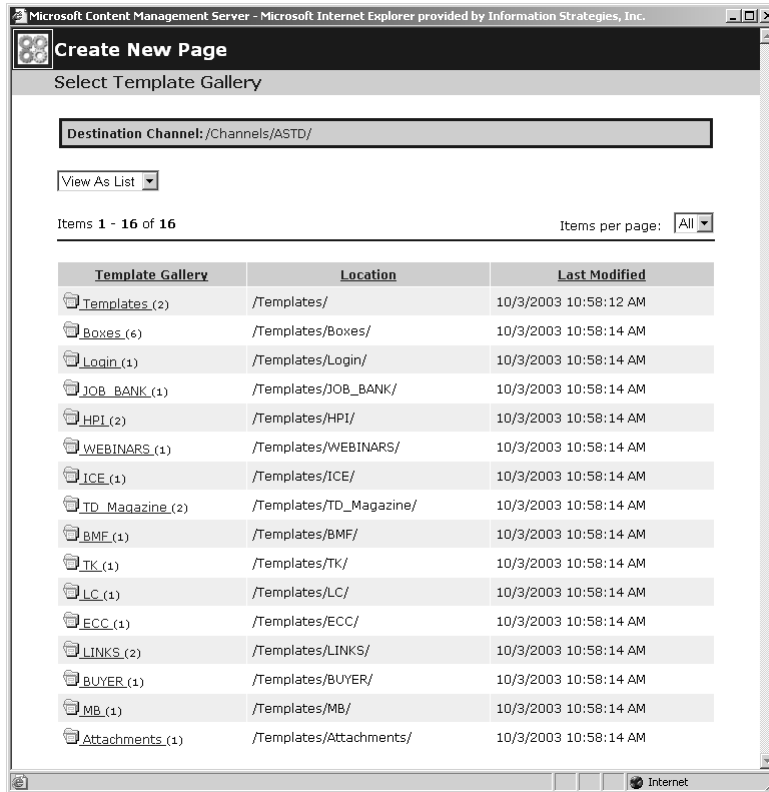 Microsoft Content Management Server - Microsoft Internet Explorer provided by Information Strategies, Inc.
Create New Page
Select Template Gallery
Destination Channel: /Channels/ASTD/
View As List
Items 1 - 16 of 16 Items per page: All
Template Gallery Location Last Modified
Templates (2) /Templates/ 10/3/2003 10:58:12 AM
Boxes (6) /Templates/Boxes/ 10/3/2003 10:58:14 AM
Login (1) /Templates/Login/ 10/3/2003 10:58:14 AM
JOB_BANK (1) /Templates/JOB_BANK/ 10/3/2003 10:58:14 AM
HPI (2) /Templates/HPI/ 10/3/2003 10:58:14 AM
WEBINARS (1) /Templates/WEBINARS/ 10/3/2003 10:58:14 AM
ICE (1) /Templates/ICE/ 10/3/2003 10:58:14 AM
TD_Magazine (2) /Templates/TD_Magazine/ 10/3/2003 10:58:14 AM
BMF (1) /Templates/BMF/ 10/3/2003 10:58:14 AM
TK (1) /Templates/TK/ 10/3/2003 10:58:14 AM
LC (1) /Templates/LC/ 10/3/2003 10:58:14 AM
ECC (1) /Templates/ECC/ 10/3/2003 10:58:14 AM
LINKS (2) /Templates/LINKS/ 10/3/2003 10:58:14 AM
BUYER (1) /Templates/BUYER/ 10/3/2003 10:58:14 AM
MB (1) /Templates/MB/ 10/3/2003 10:58:14 AM
Attachments (1) /Templates/Attachments/ 10/3/2003 10:58:14 AM
Internet